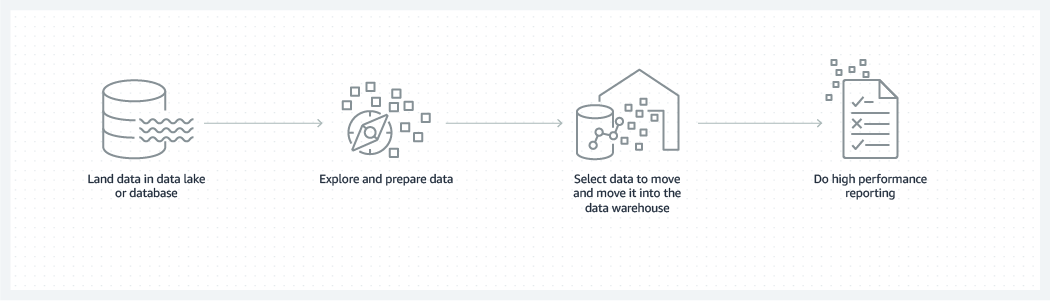 Land data in data lake
or database
Explore and prepare data
Select data to move
and move it into the
data warehouse
Do high performance
reporting